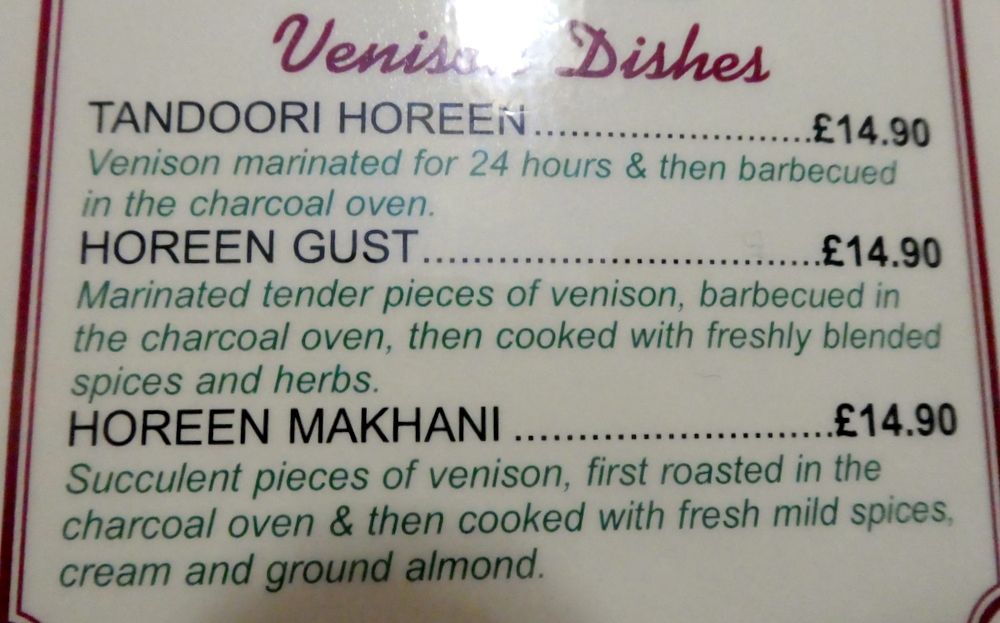 Venison Dishes
TANDOORI HOREEN..........................£14.90
Venison marinated for 24 hours & then barbecued
in the charcoal oven.
HOREEN GUST...................................£14.90
Marinated tender pieces of venison, barbecued in
the charcoal oven, then cooked with freshly blended
spices and herbs.
HOREEN MAKHANI ............................£14.90
Succulent pieces of venison, first roasted in the
charcoal oven & then cooked with fresh mild spices,
cream and ground almond.